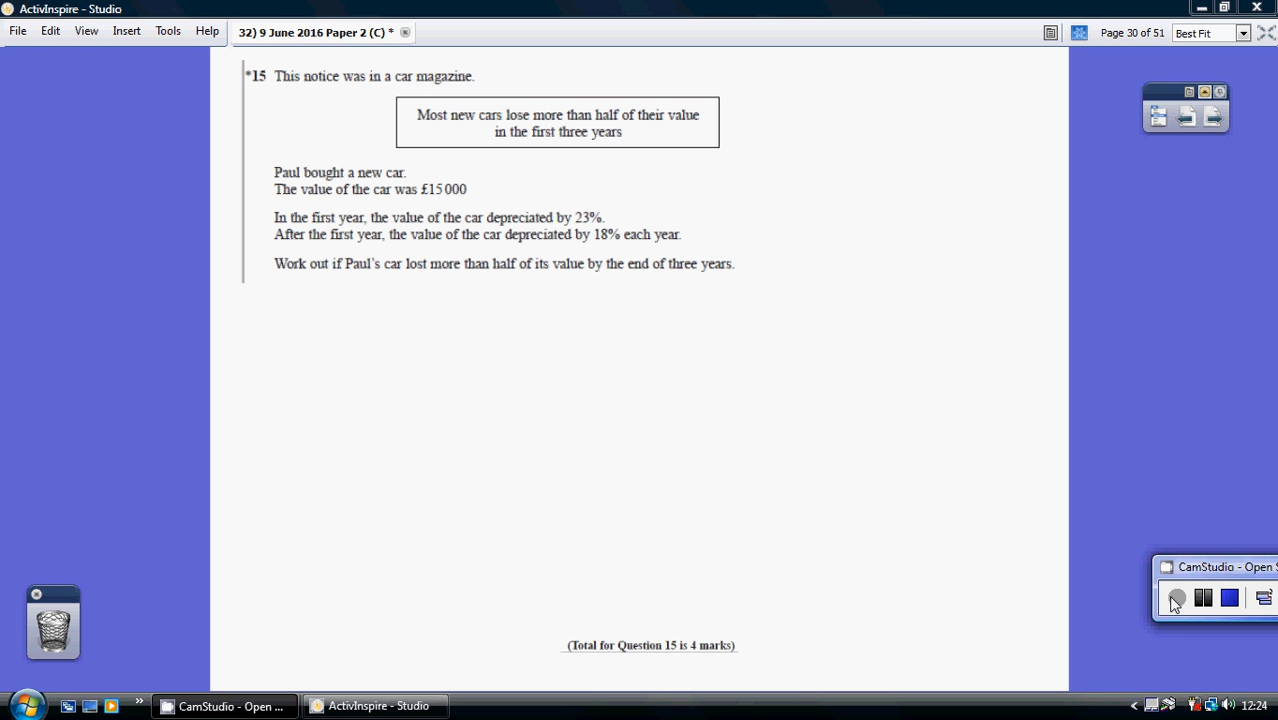 ActivInspire - Studio
File Edit View Insert Tools Help
32) 9 June 2016 Paper 2 (C) *
Page 30 of 51
Best Fit
*15 This notice was in a car magazine.
Most new cars lose more than half of their value
in the first three years
Paul bought a new car.
The value of the car was £15 000
In the first year, the value of the car depreciated by 23%.
After the first year, the value of the car depreciated by 18% each year.
Work out if Paul's car lost more than half of its value by the end of three years.
CamStudio - Open S
(Total for Question 15 is 4 marks)
CamStudio - Open ...
ActivInspire - Studio
12:24